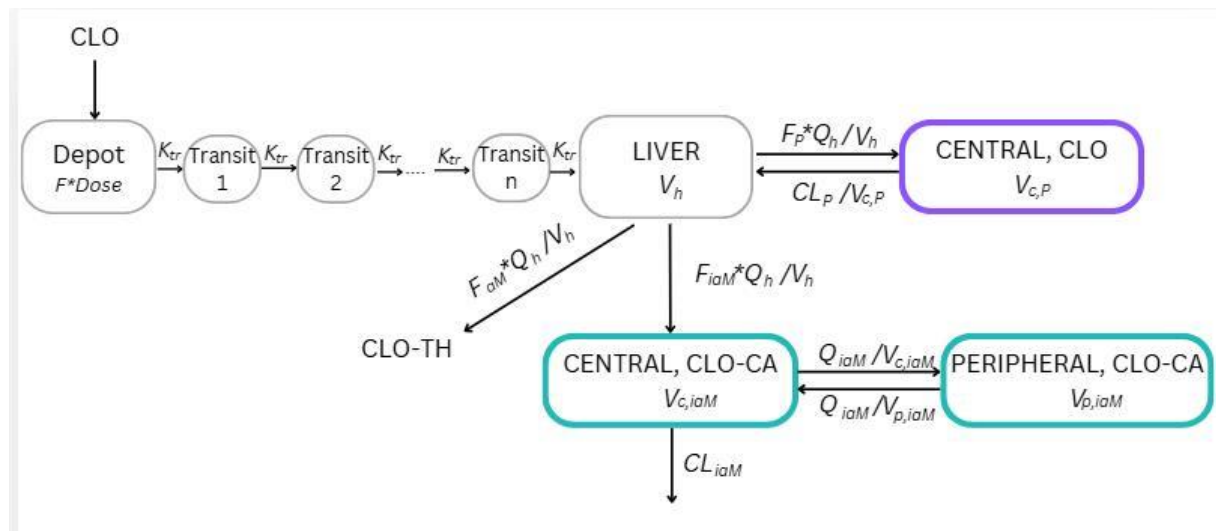 CLO
Depot
F*Dose
Ktr
Transit
1
Ktr
Transit
2
Ktr
....
Ktr
Transit
n
Ktr
LIVER
Vh
FP*Qh/Vh
CLP/Vc,P
CENTRAL, CLO
Vc,P
FaM*Qh/Vh
FiaM*Qh/Vh
CLO-TH
CENTRAL, CLO-CA
Vc,iaM
QiaM/Vc,iaM
QiaM/Vp,iaM
PERIPHERAL, CLO-CA
Vp,iaM
CLiaM